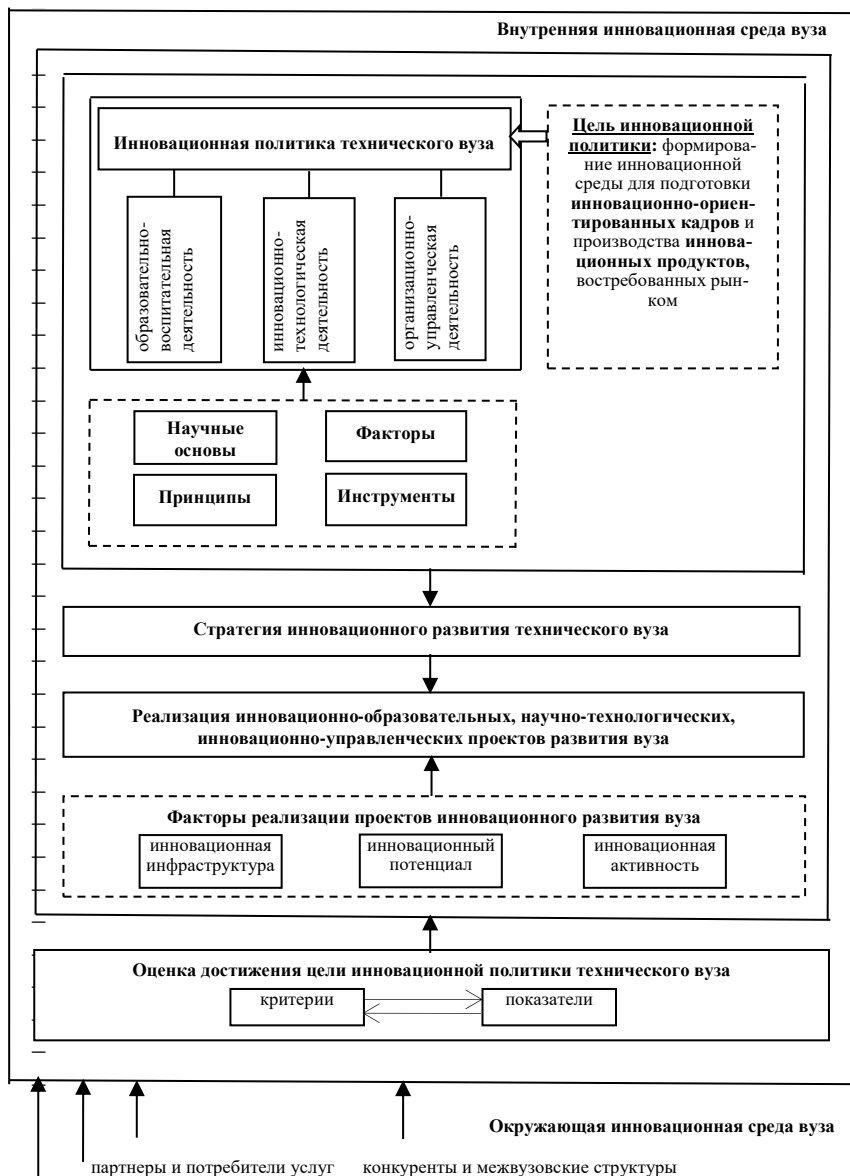 Внутренняя инновационная среда вуза
Инновационная политика технического вуза
Цель инновационной
политики: формирова-
ние инновационной
среды для подготовки
инновационно-ориен-
тированных кадров и
производства иннова-
ционных продуктов,
востребованных рын-
ком
образовательно-
воспитательная
деятельность
инновационно-
технологическая
деятельность
организационно-
управленческая
деятельность
Научные
основы
Факторы
Принципы
Инструменты
Стратегия инновационного развития технического вуза
Реализация инновационно-образовательных, научно-технологических,
инновационно-управленческих проектов развития вуза
Факторы реализации проектов инновационного развития вуза
инновационная
инфраструктура
инновационный
потенциал
инновационная
активность
Оценка достижения цели инновационной политики технического вуза
критерии
показатели
Окружающая инновационная среда вуза
партнеры и потребители услуг
конкуренты и межвузовские структуры